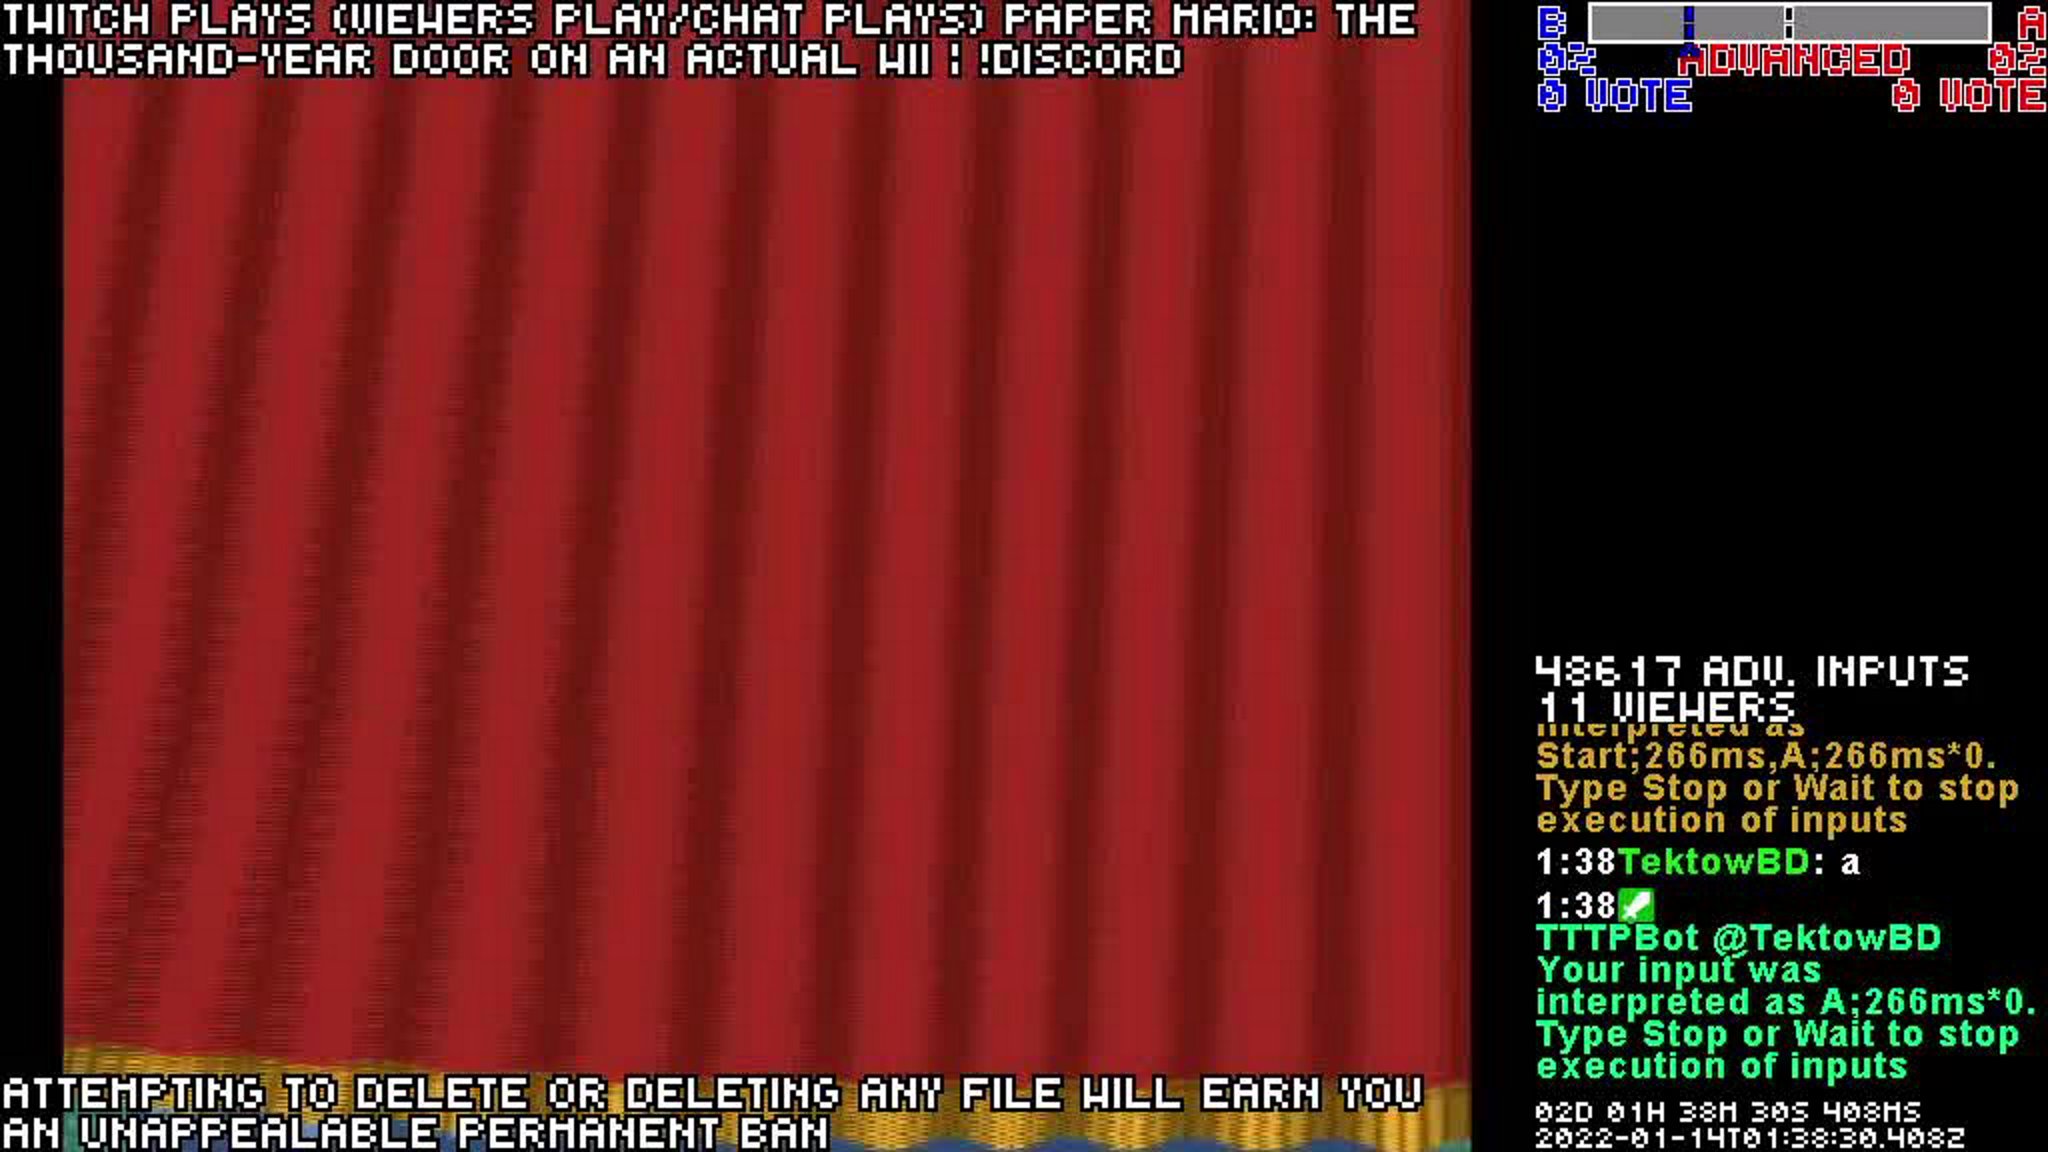 TWITCH PLAYS (VIEWERS PLAY/CHAT PLAYS) PAPER MARIO: THE
THOUSAND-YEAR DOOR ON AN ACTUAL WII | !DISCORD
B A
0% ADVANCED 0%
0 VOTE 0 VOTE
48617 ADV. INPUTS
11 VIEWERS
interpreted as
Start;266ms,A;266ms*0.
Type Stop or Wait to stop
execution of inputs
1:38TektowBD: a
1:38
TTTPBot @TektowBD
Your input was
interpreted as A;266ms*0.
Type Stop or Wait to stop
execution of inputs
ATTEMPTING TO DELETE OR DELETING ANY FILE WILL EARN YOU
AN UNAPPEALABLE PERMANENT BAN
02D 01H 38M 30S 408MS
2022-01-14T01:38:30.408Z